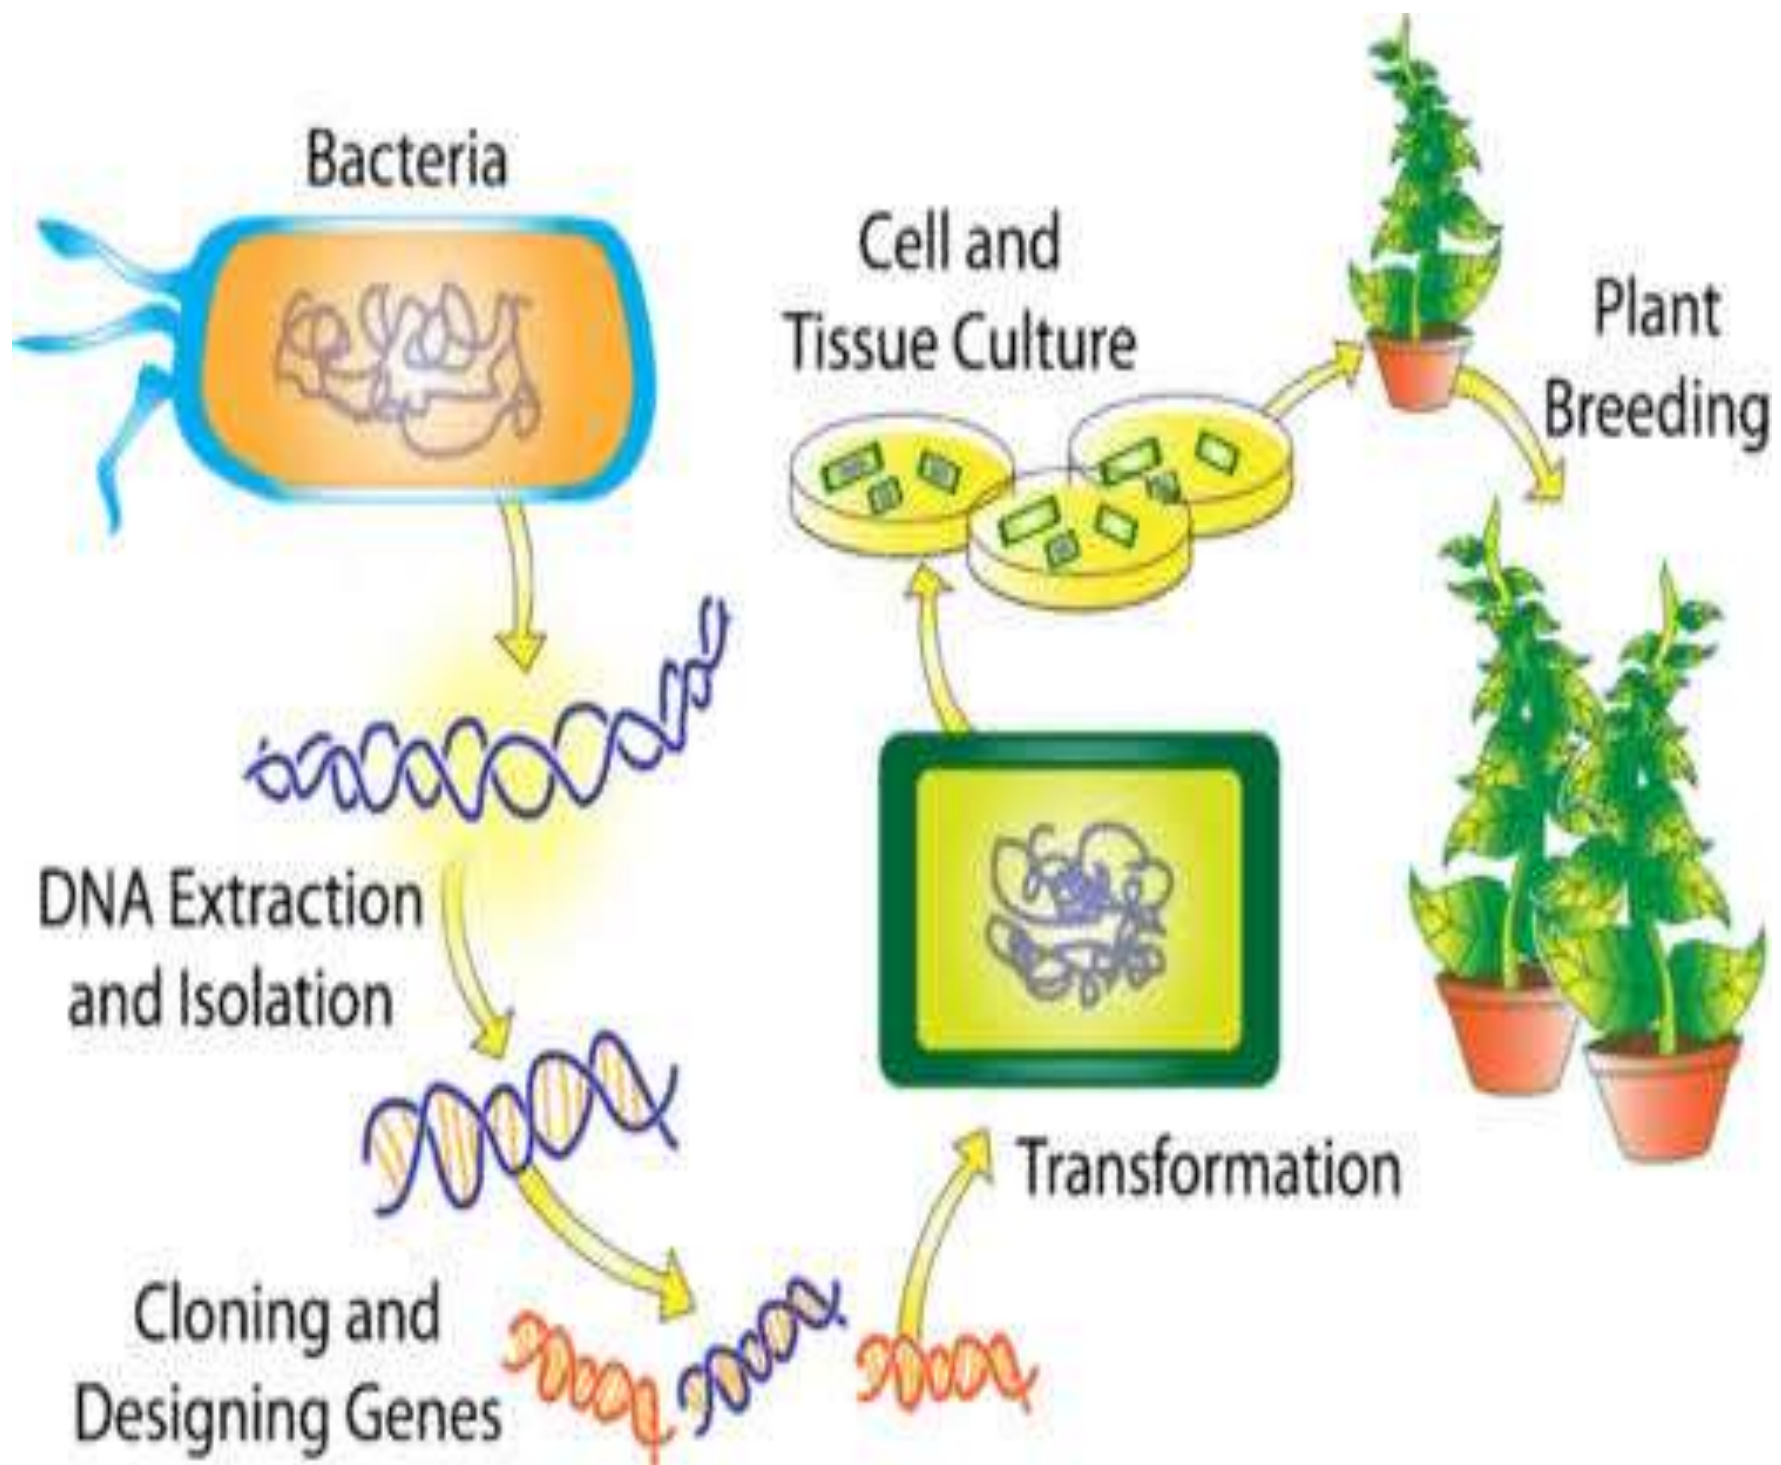 Bacteria
DNA Extraction
and Isolation
Cloning and
Designing Genes
Transformation
Cell and
Tissue Culture
Plant
Breeding